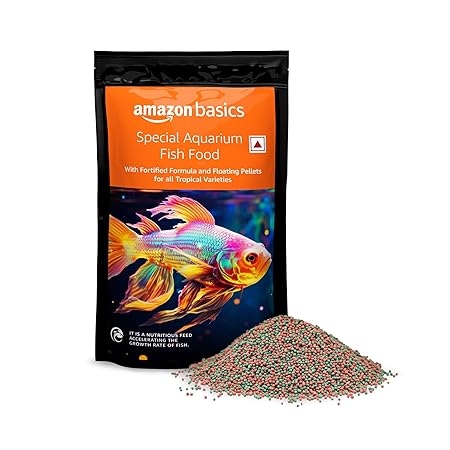 amazon basics
Special Aquarium
Fish Food
With Fortified Formula and Floating Pellets
for all Tropical Varieties
IT IS A NUTRITIOUS FEED
ACCELERATING THE
GROWTH RATE OF FISH.